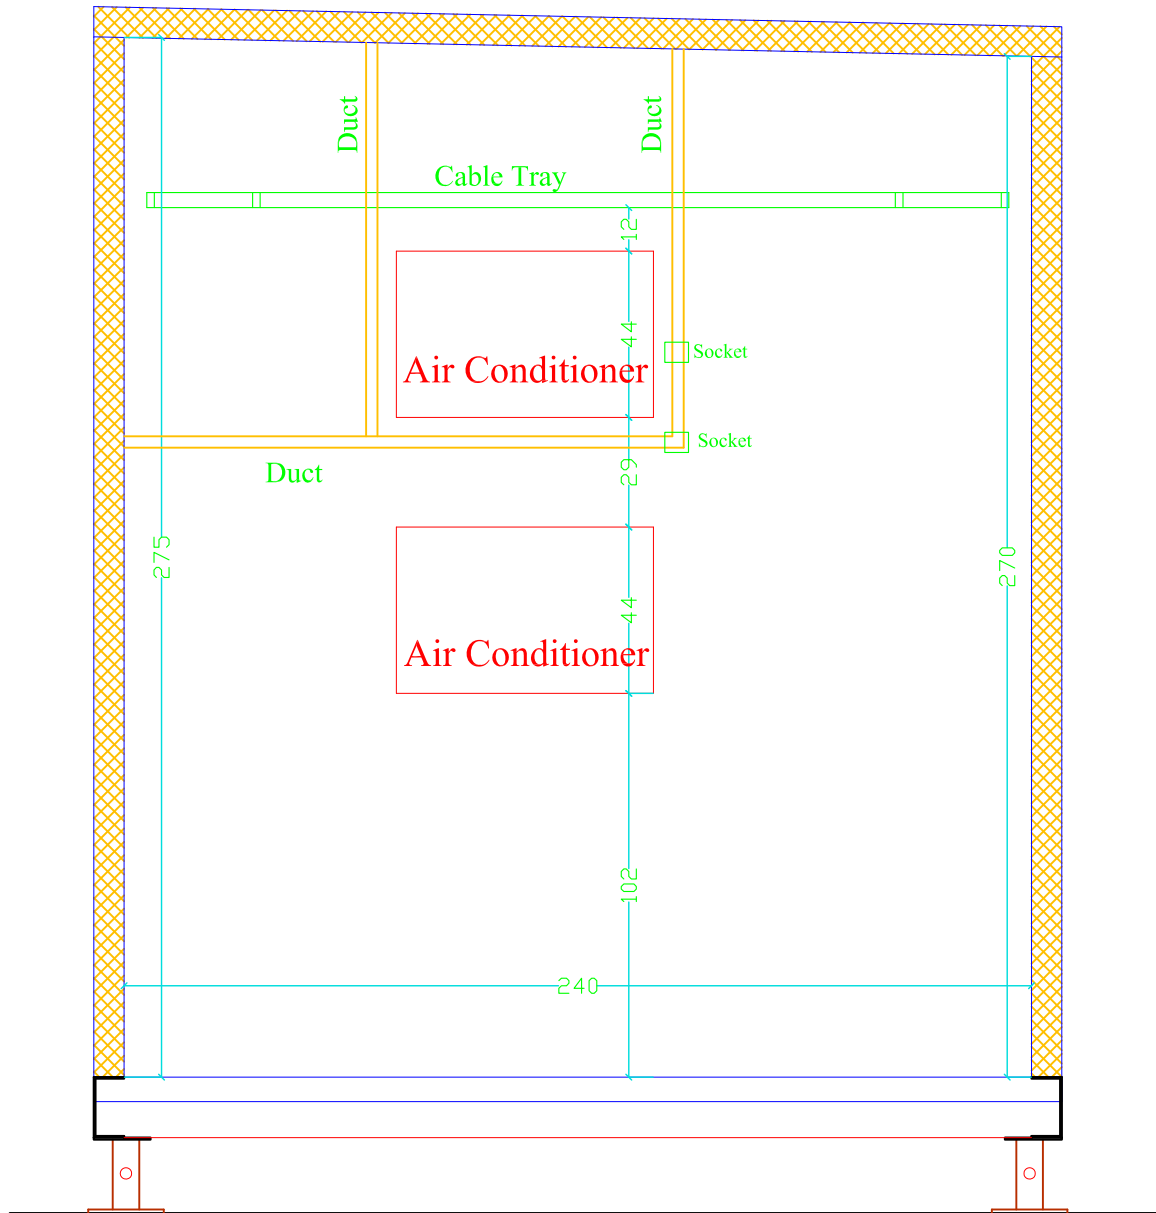 Duct
Duct
Cable Tray
12
44
Socket
Air Conditioner
Socket
29
Duct
275
270
44
Air Conditioner
102
240